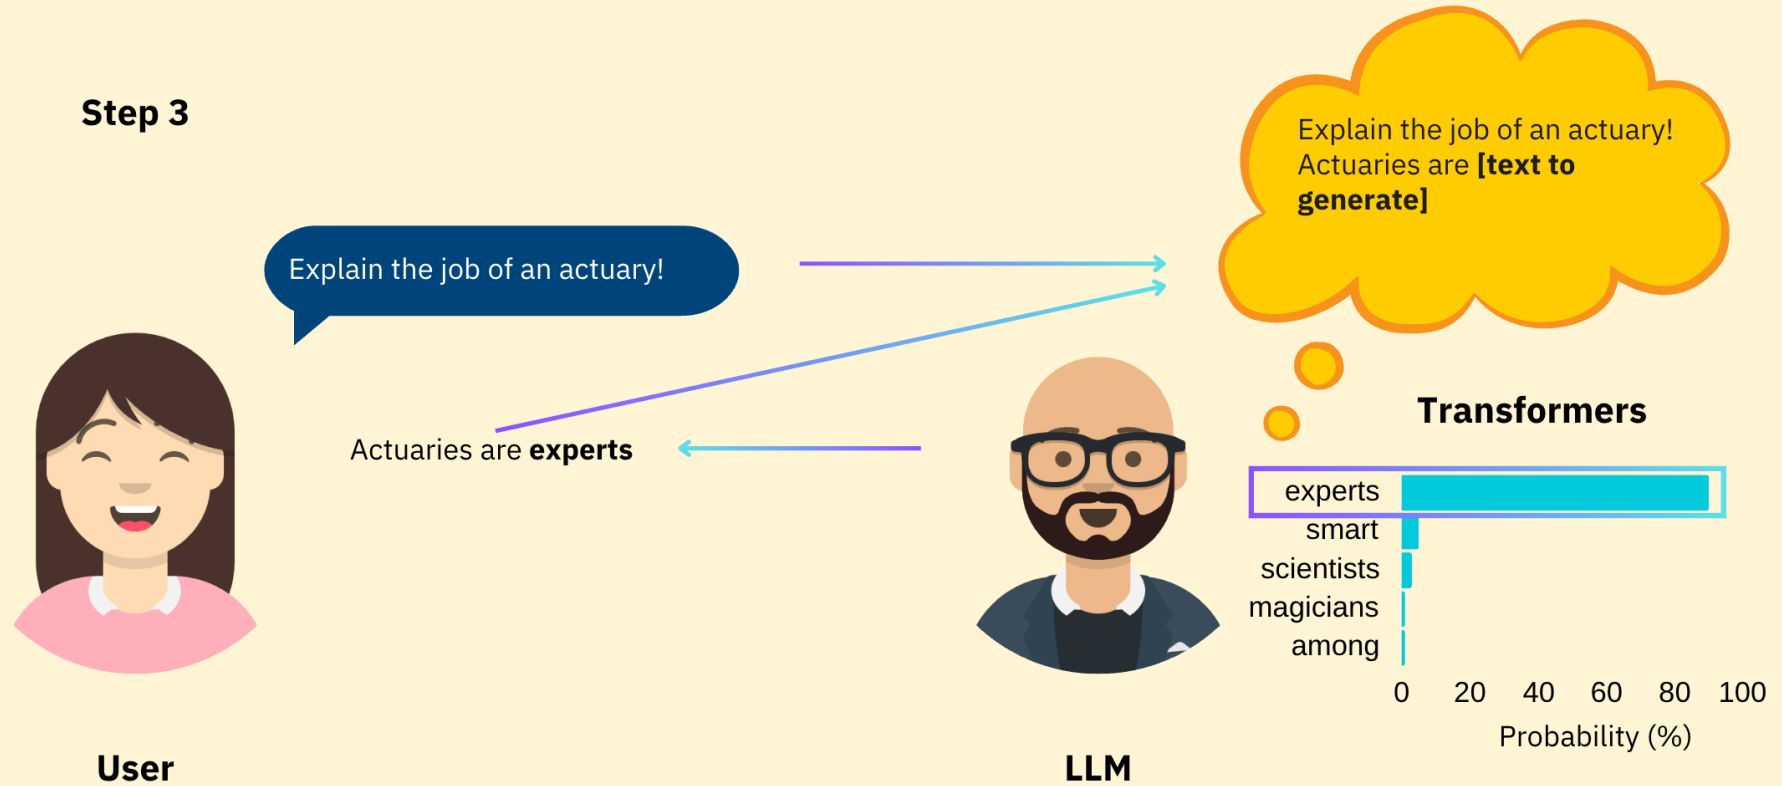 Step 3
Explain the job of an actuary!
Actuaries are [text to
generate]
Explain the job of an actuary!
Actuaries are experts
Transformers
experts
smart
scientists
magicians
among
0 20 40 60 80 100
Probability (%)
User
LLM